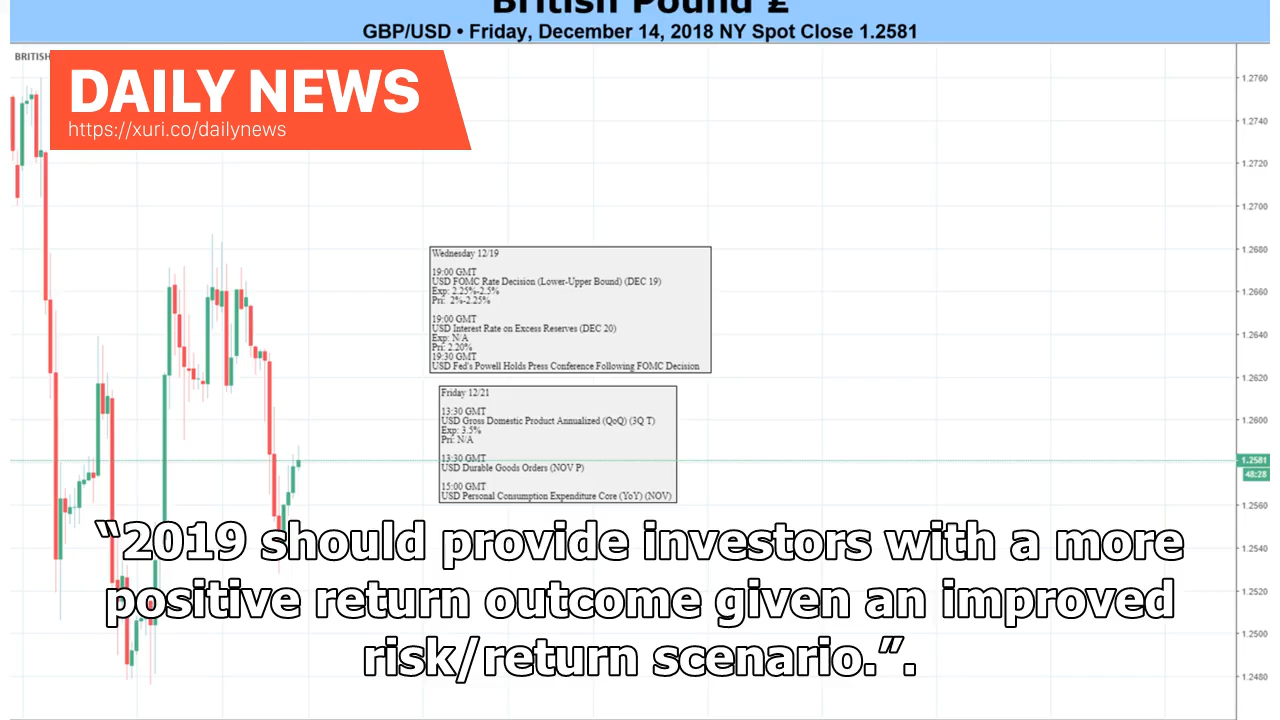 British Pound £
GBP/USD • Friday, December 14, 2018 NY Spot Close 1.2581
BRITISH
DAILY NEWS
https://xuri.co/dailynews
1.2760
1.2740
1.2720
1.2700
1.2680
1.2660
1.2640
1.2620
1.2600
1.2581
48:28
1.2560
1.2540
1.2520
1.2500
1.2480
Wednesday 12/19
19:00 GMT
USD FOMC Rate Decision (Lower-Upper Bound) (DEC 19)
Exp: 2.25%-2.5%
Pri: 2%-2.25%
19:00 GMT
USD Interest Rate on Excess Reserves (DEC 20)
Exp: N/A
Pri: 2.20%
19:30 GMT
USD Fed's Powell Holds Press Conference Following FOMC Decision
Friday 12/21
13:30 GMT
USD Gross Domestic Product Annualized (QoQ) (3Q T)
Exp: 3.5%
Pri: N/A
13:30 GMT
USD Durable Goods Orders (NOV P)
15:00 GMT
USD Personal Consumption Expenditure Core (YoY) (NOV)
“2019 should provide investors with a more
positive return outcome given an improved
risk/return scenario.”.